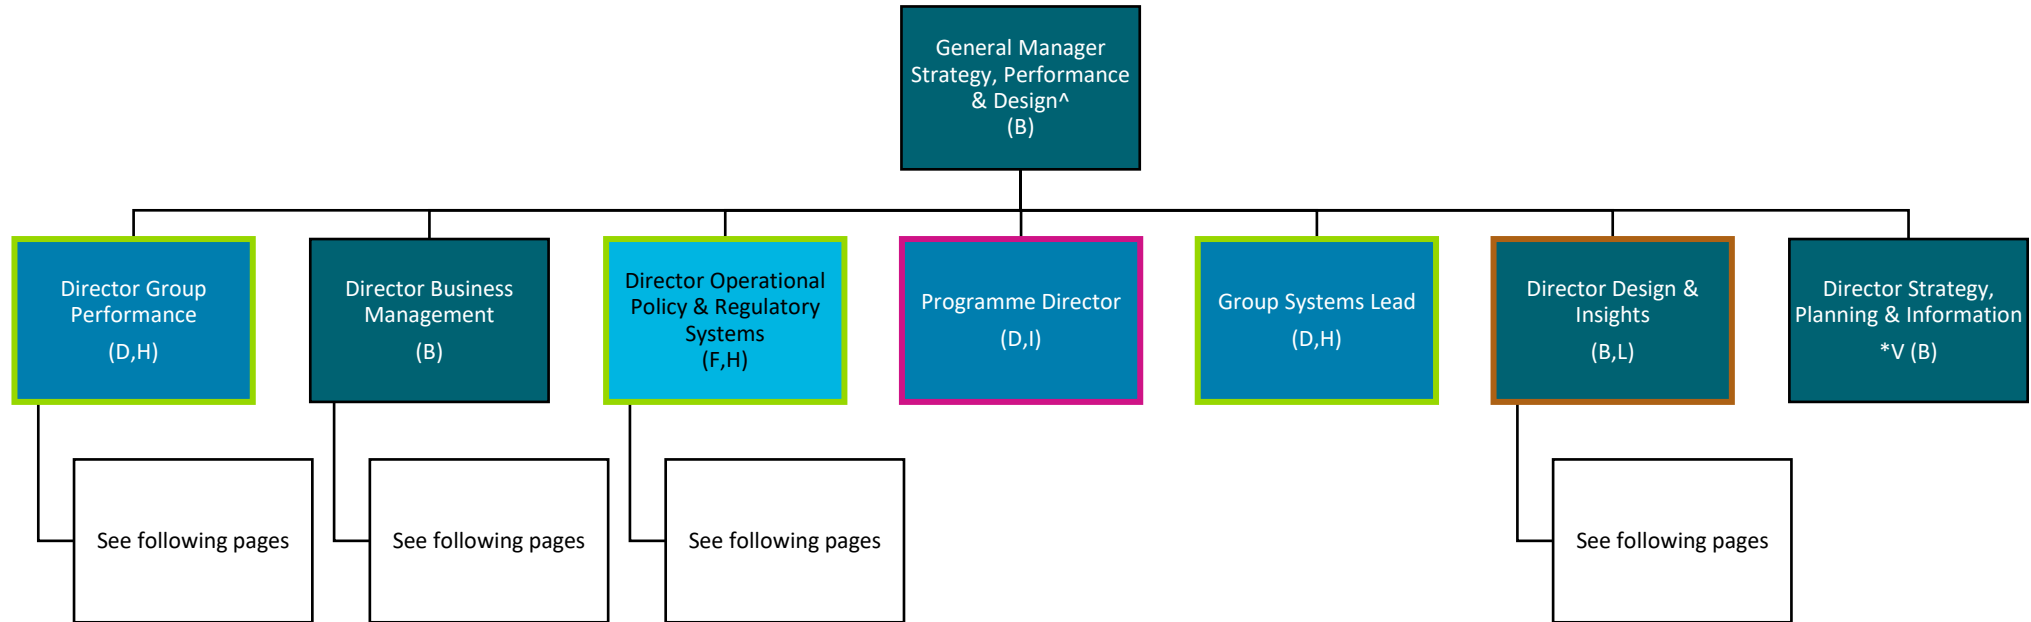 General Manager
Strategy, Performance
& Design^
(B)
Director Group
Performance
(D,H)
Director Business
Management
(B)
Director Operational
Policy & Regulatory
Systems
(F,H)
Programme Director
(D,I)
Group Systems Lead
(D,H)
Director Design &
Insights
(B,L)
Director Strategy,
Planning & Information
*V (B)
See following pages
See following pages
See following pages
See following pages